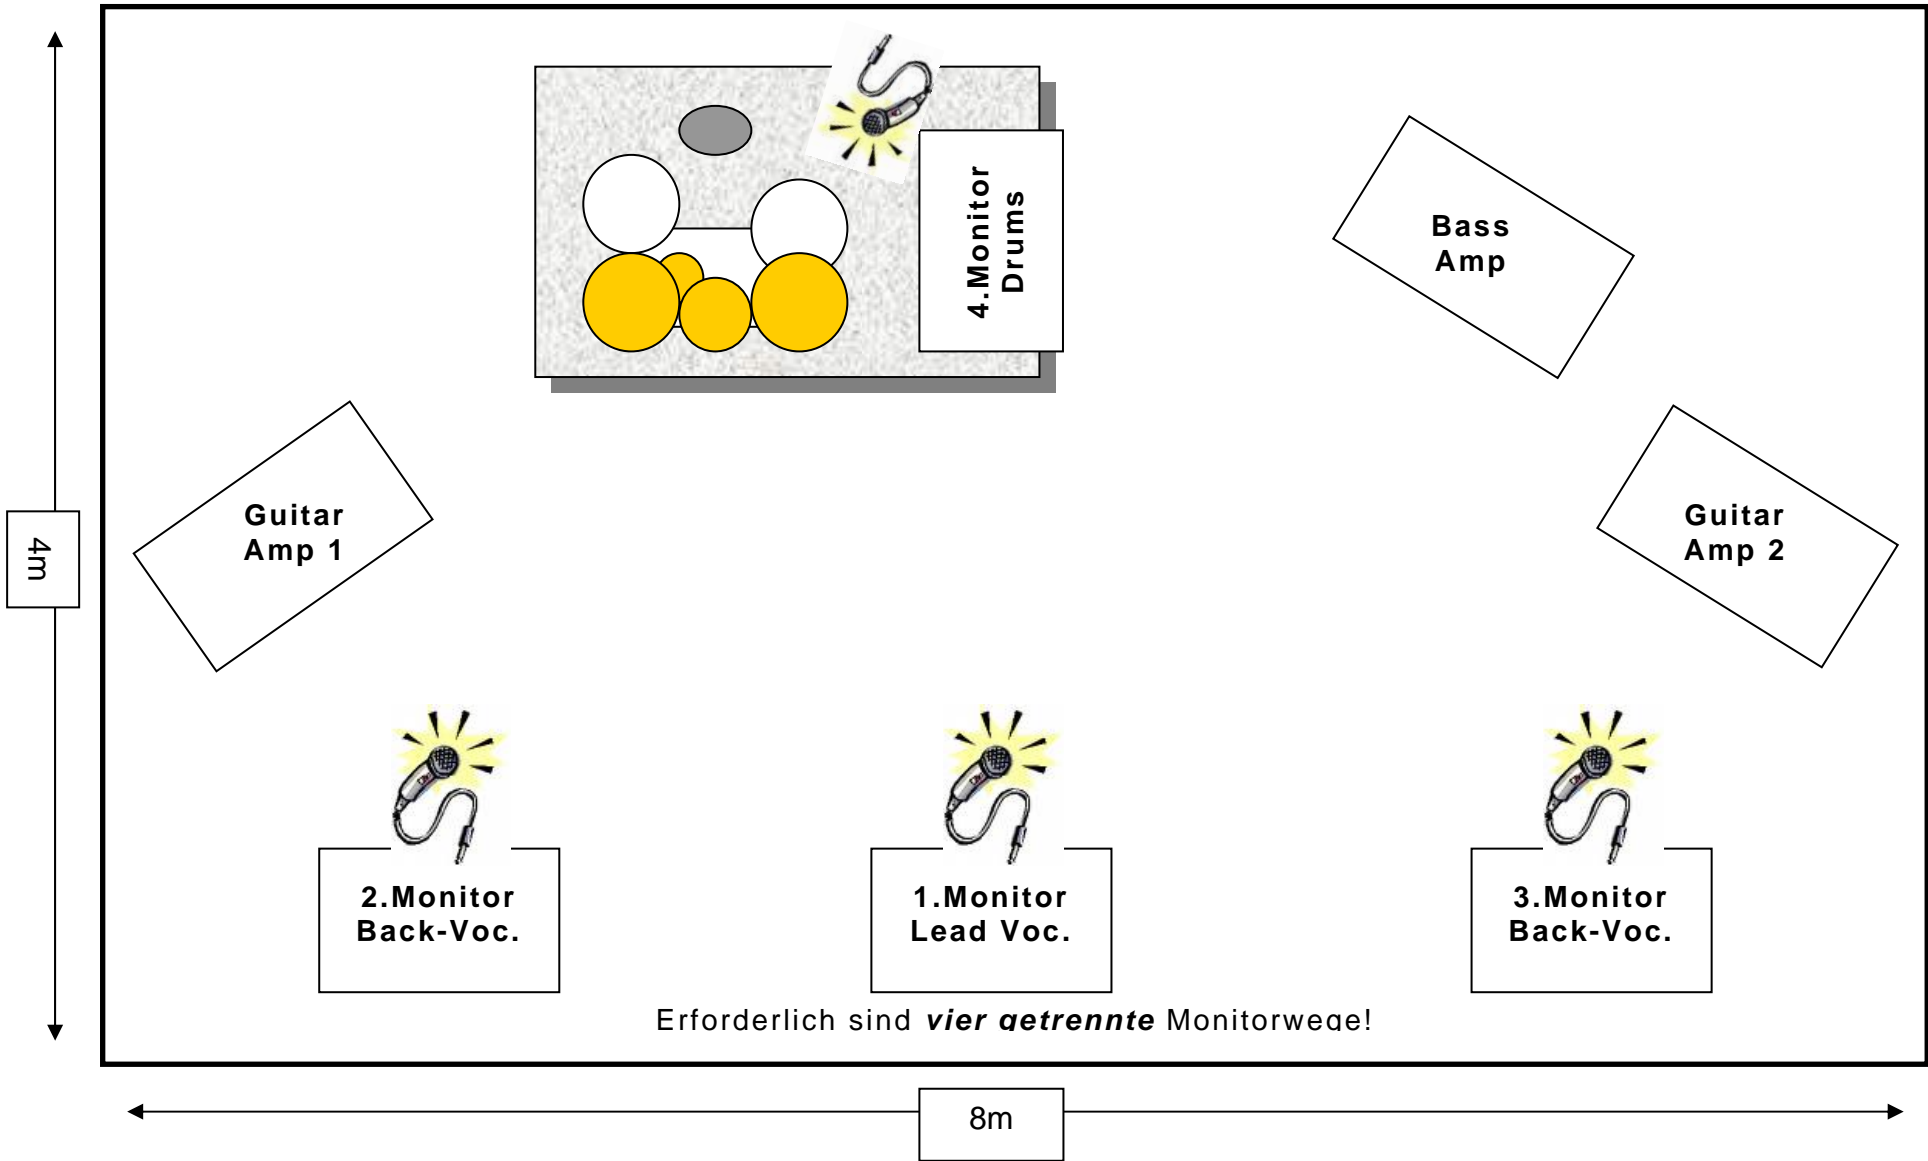 4.Monitor
Drums
Bass
Amp
Guitar
Amp 1
Guitar
Amp 2
4m
2.Monitor
Back-Voc.
1.Monitor
Lead Voc.
3.Monitor
Back-Voc.
Erforderlich sind vier getrennte Monitorwege!
8m